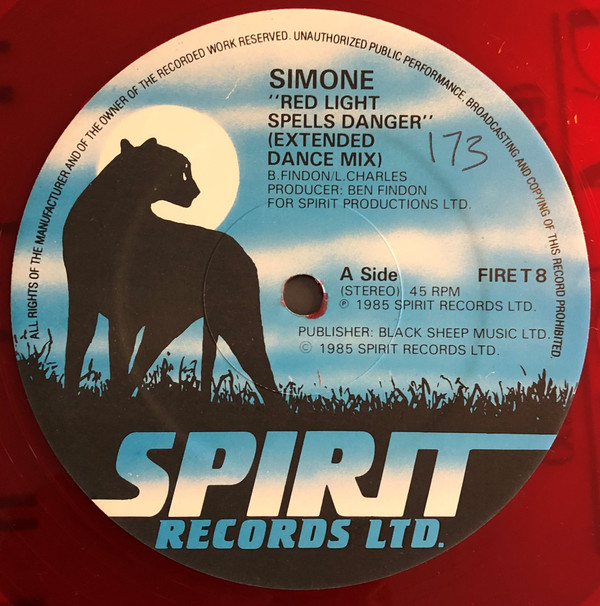 ALL RIGHTS OF THE MANUFACTURER AND OF THE OWNER OF THE RECORDED WORK RESERVED. UNAUTHORIZED PUBLIC PERFORMANCE, BROADCASTING AND COPYING OF THIS RECORD PROHIBITED.
SIMONE
"RED LIGHT
SPELLS DANGER"
(EXTENDED
DANCE MIX)
173
B.FINDON/L.CHARLES
PRODUCER: BEN FINDON
FOR SPIRIT PRODUCTIONS LTD.
A Side FIRE T 8
(STEREO) 45 RPM
℗ 1985 SPIRIT RECORDS LTD.
PUBLISHER: BLACK SHEEP MUSIC LTD.
© 1985 SPIRIT RECORDS LTD.
SPIRIT
RECORDS LTD.